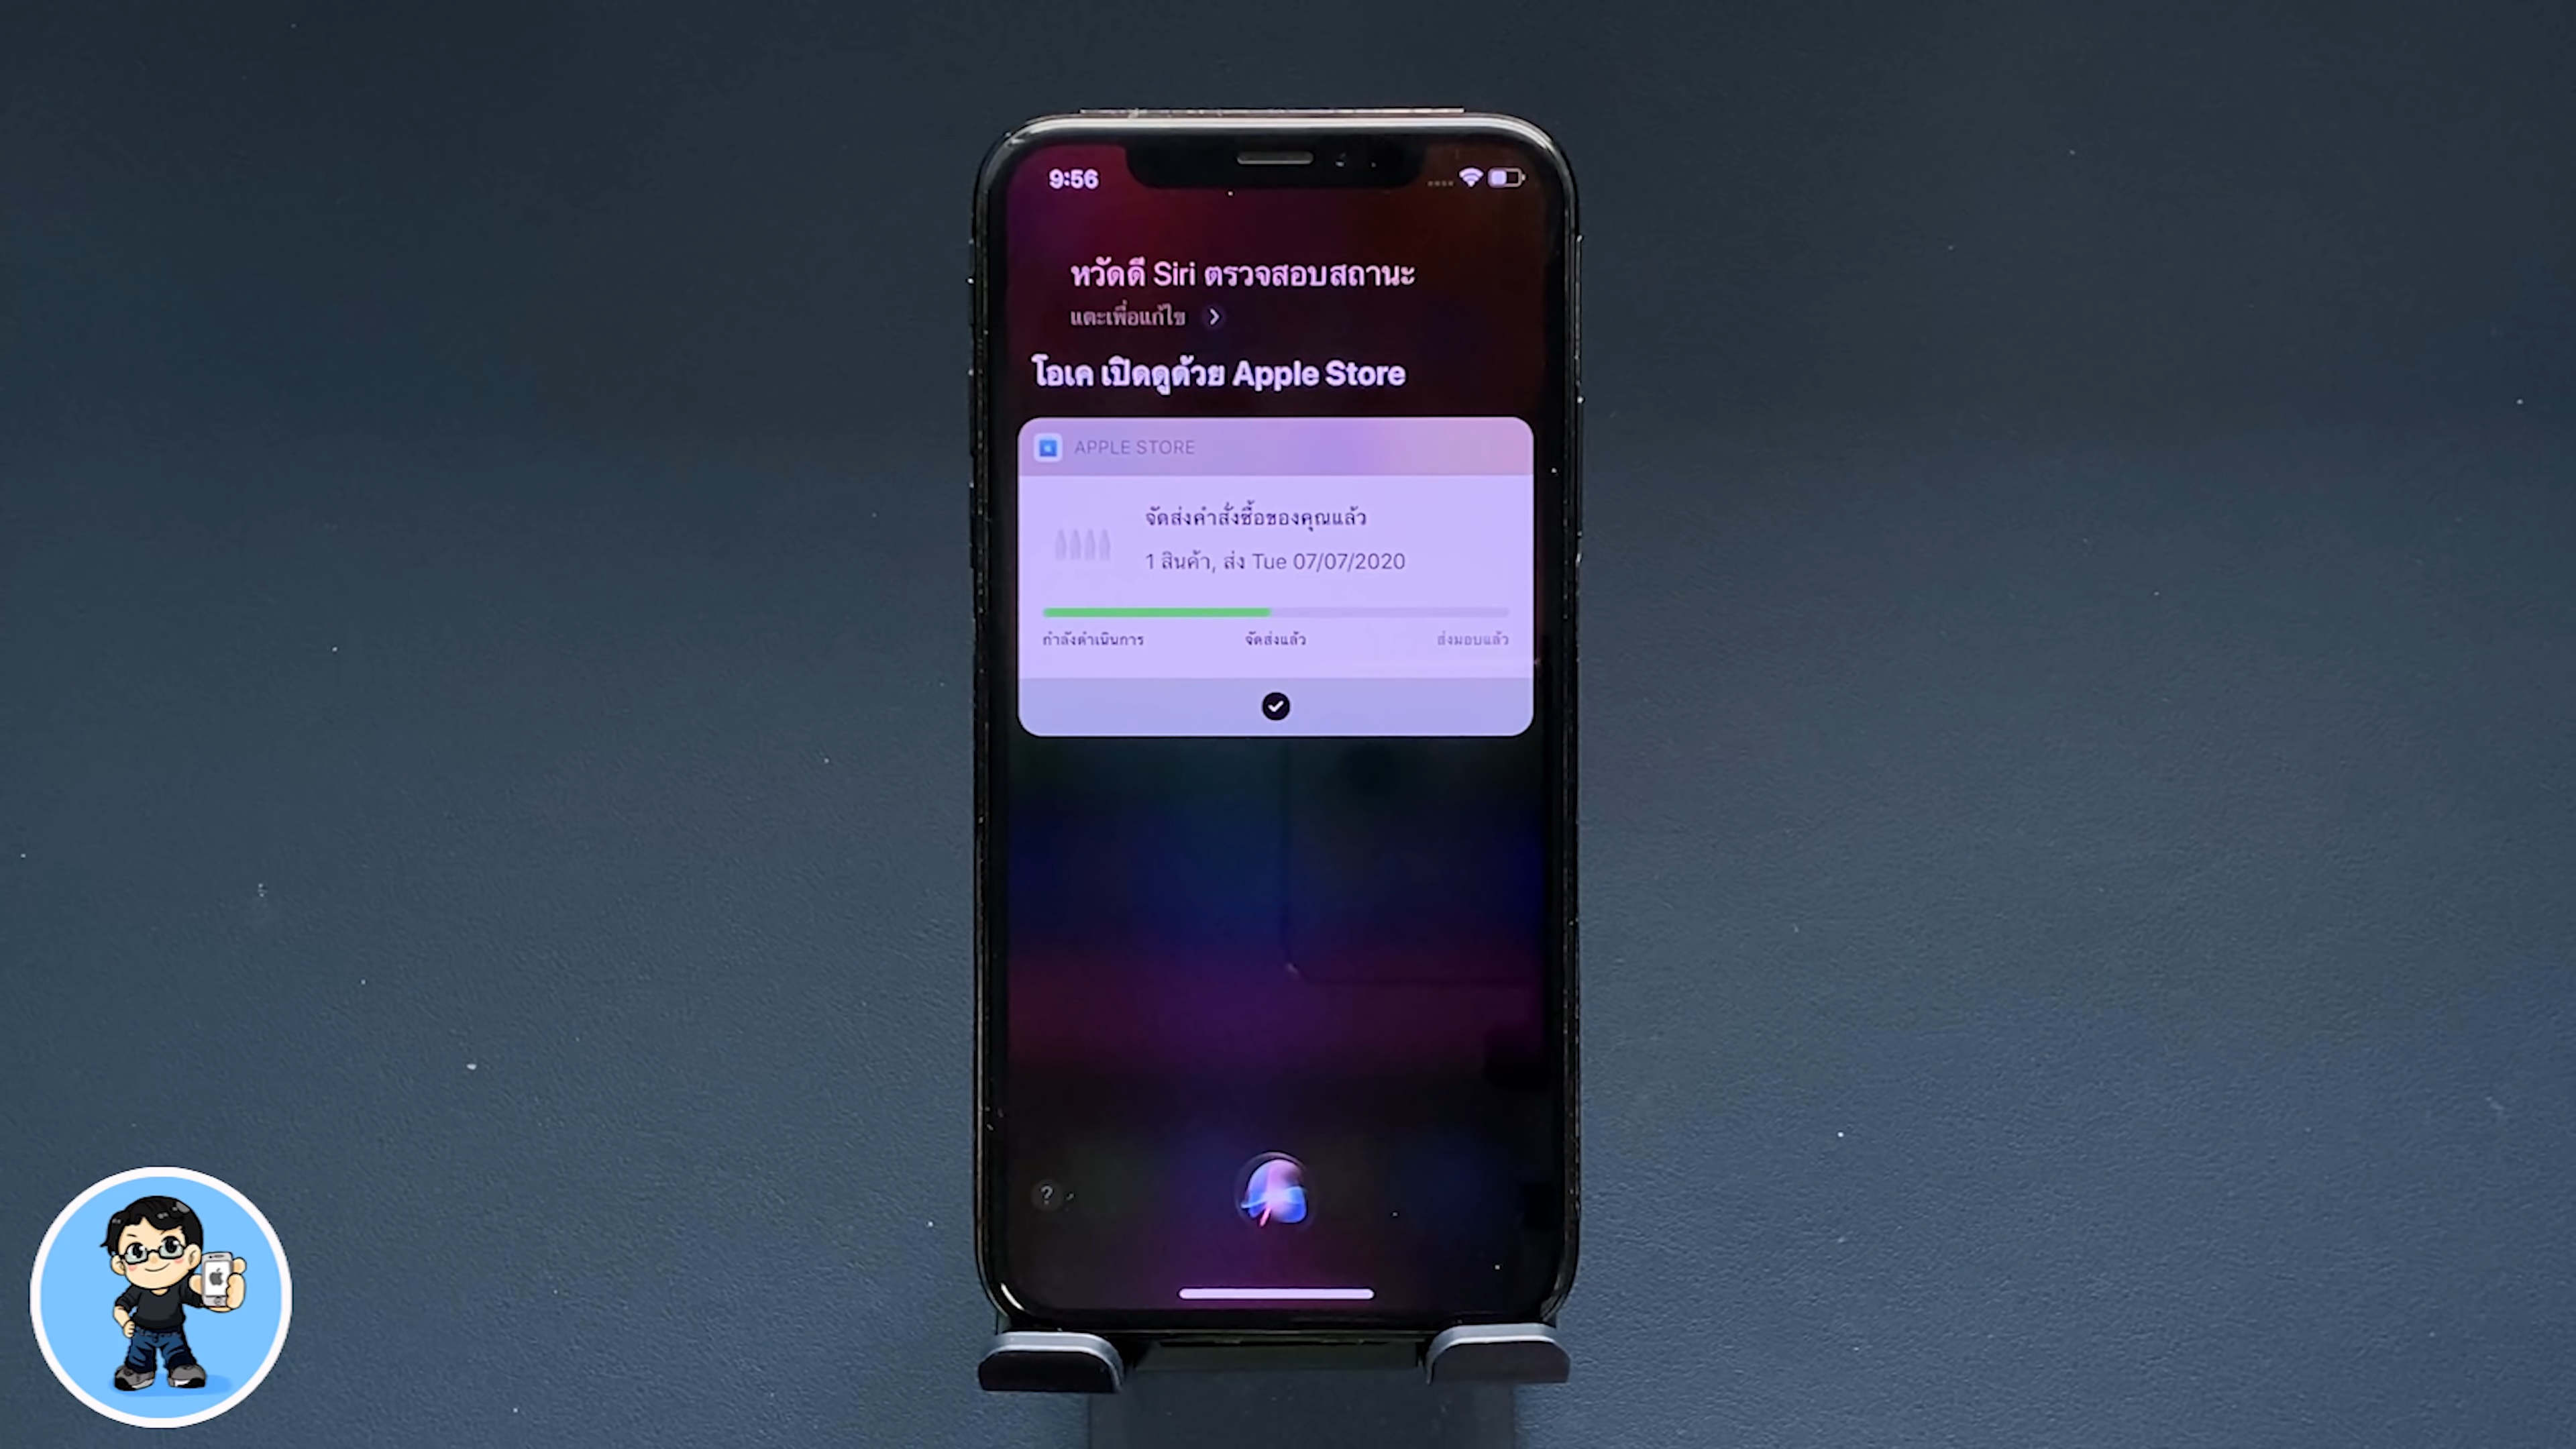 9:56
หวัดดี Siri ตรวจสอบสถานะ
แตะเพื่อแก้ไข
โอเค เปิดดูด้วย Apple Store
APPLE STORE
จัดส่งคำสั่งซื้อของคุณแล้ว
1 สินค้า, ส่ง Tue 07/07/2020
กำลังดำเนินการ จัดส่งแล้ว ส่งมอบแล้ว
?